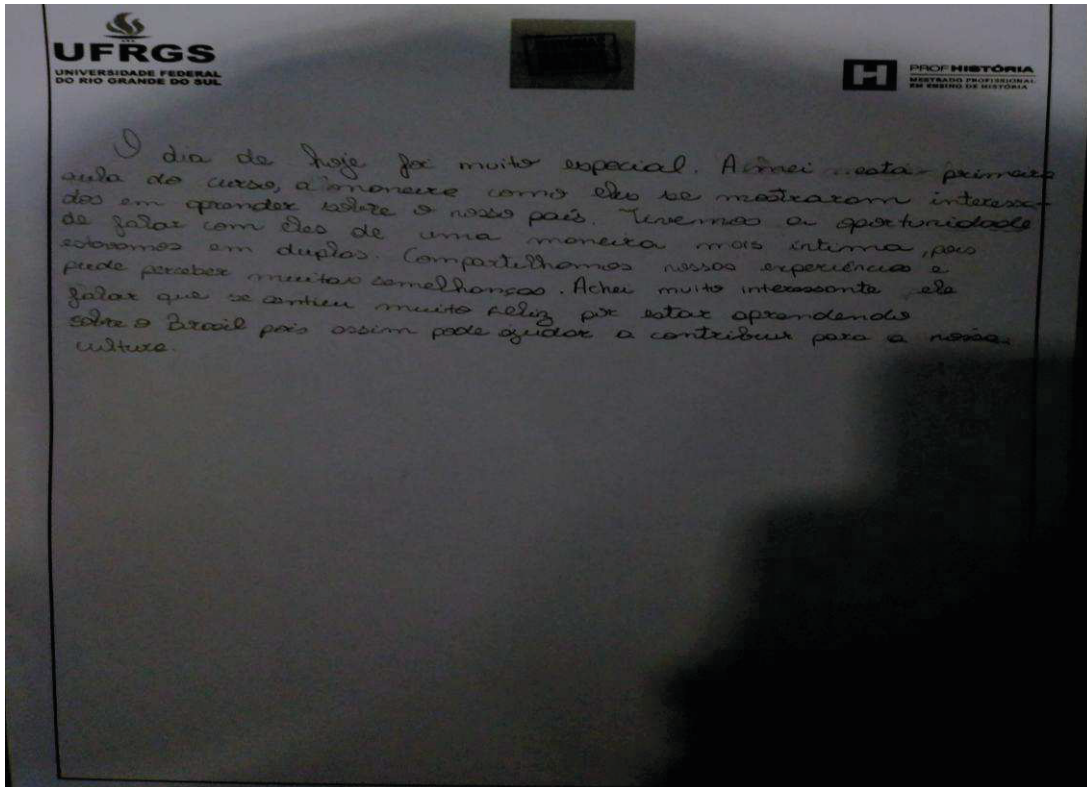 UFRGS
UNIVERSIDADE FEDERAL
DO RIO GRANDE DO SUL
H
PROFHISTÓRIA
MESTRADO PROFISSIONAL
EM ENSINO DE HISTÓRIA
O dia de hoje foi muito especial. esta primeira
aula do curso, a maneira como eles se mostraram interessa-
dos em aprender sobre o nosso país. Tivemos a oportunidade
de falar com eles de uma maneira mais íntima, pois
estavamos em duplas. Compartilhamos nossas experiências e
pude perceber muitas semelhanças. Achei muito interessante ele
falar que se sentiu muito feliz por estar aprendendo
sobre o Brasil pois assim pode ajudar a contribuir para a nossa
cultura.